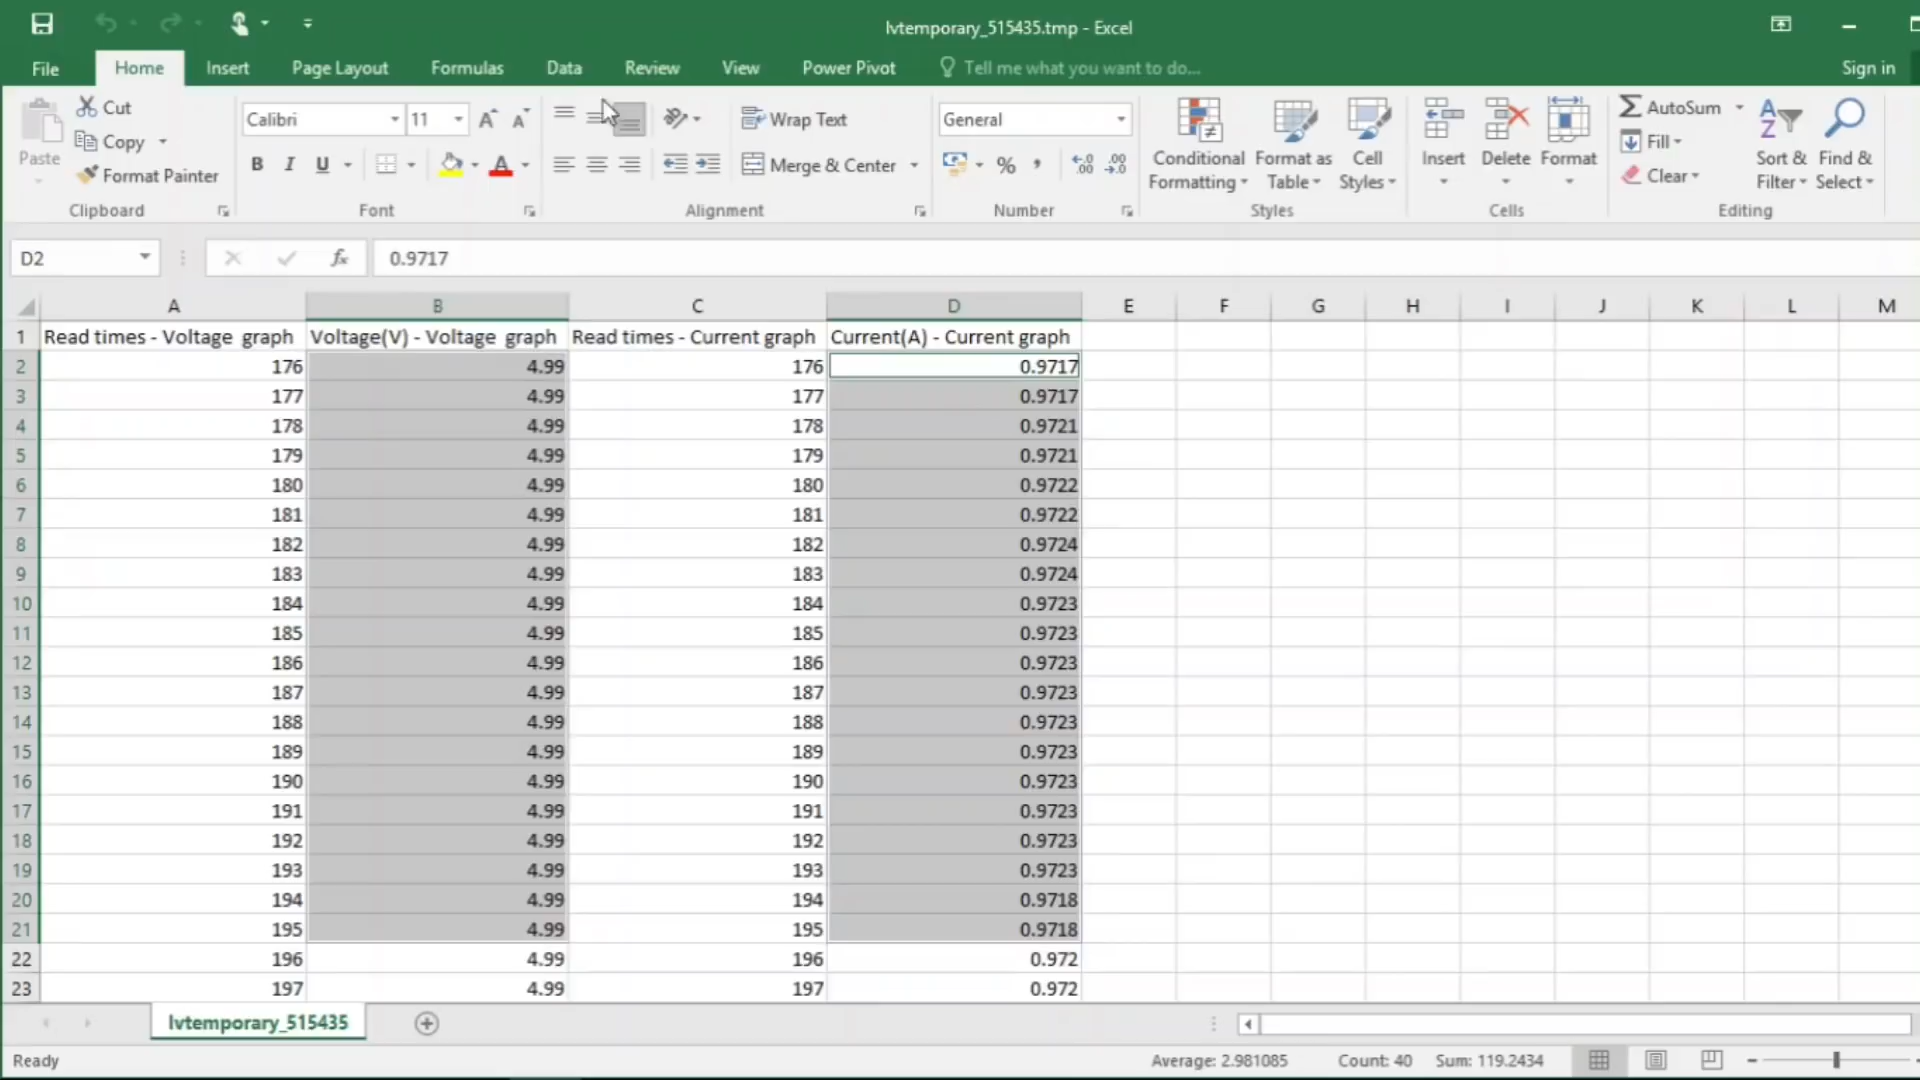 lvtemporary_515435.tmp - Excel
File Home Insert Page Layout Formulas Data Review View Power Pivot Tell me what you want to do... Sign in
Paste
Cut
Copy
Format Painter
Clipboard
Calibri 11
B I U
Font
Wrap Text
Merge & Center
Alignment
General
% ,
Number
Conditional Formatting
Format as Table
Cell Styles
Styles
Insert Delete Format
Cells
AutoSum
Fill
Clear
Sort & Filter
Find & Select
Editing
D2 fx 0.9717
A B C D E F G H I J K L M
1 Read times - Voltage graph Voltage(V) - Voltage graph Read times - Current graph Current(A) - Current graph
2 176 4.99 176 0.9717
3 177 4.99 177 0.9717
4 178 4.99 178 0.9721
5 179 4.99 179 0.9721
6 180 4.99 180 0.9722
7 181 4.99 181 0.9722
8 182 4.99 182 0.9724
9 183 4.99 183 0.9724
10 184 4.99 184 0.9723
11 185 4.99 185 0.9723
12 186 4.99 186 0.9723
13 187 4.99 187 0.9723
14 188 4.99 188 0.9723
15 189 4.99 189 0.9723
16 190 4.99 190 0.9723
17 191 4.99 191 0.9723
18 192 4.99 192 0.9723
19 193 4.99 193 0.9723
20 194 4.99 194 0.9718
21 195 4.99 195 0.9718
22 196 4.99 196 0.972
23 197 4.99 197 0.972
lvtemporary_515435
Ready Average: 2.981085 Count: 40 Sum: 119.2434